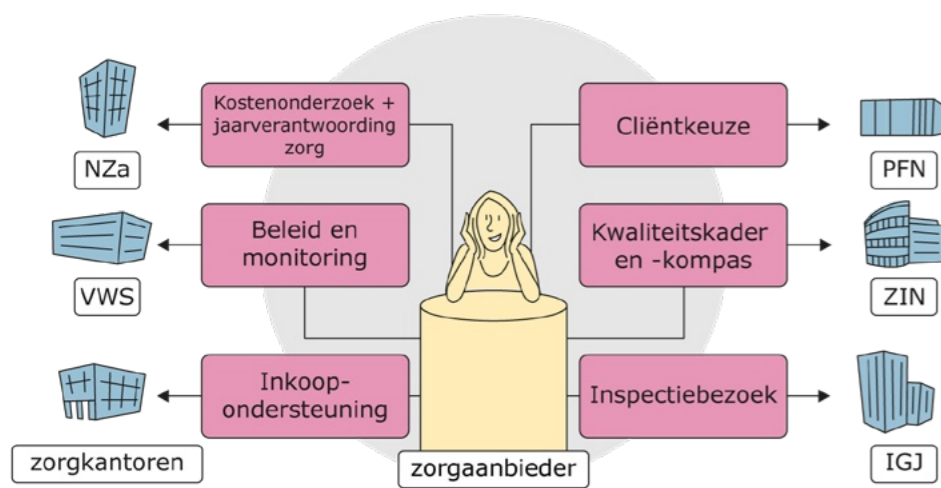 Kostenonderzoek +
jaarverantwoording
zorg
NZa
Cliëntkeuze
PFN
Beleid en
monitoring
VWS
Kwaliteitskader
en -kompas
ZIN
Inkoop-
ondersteuning
zorgkantoren
Inspectiebezoek
IGJ
zorgaanbieder